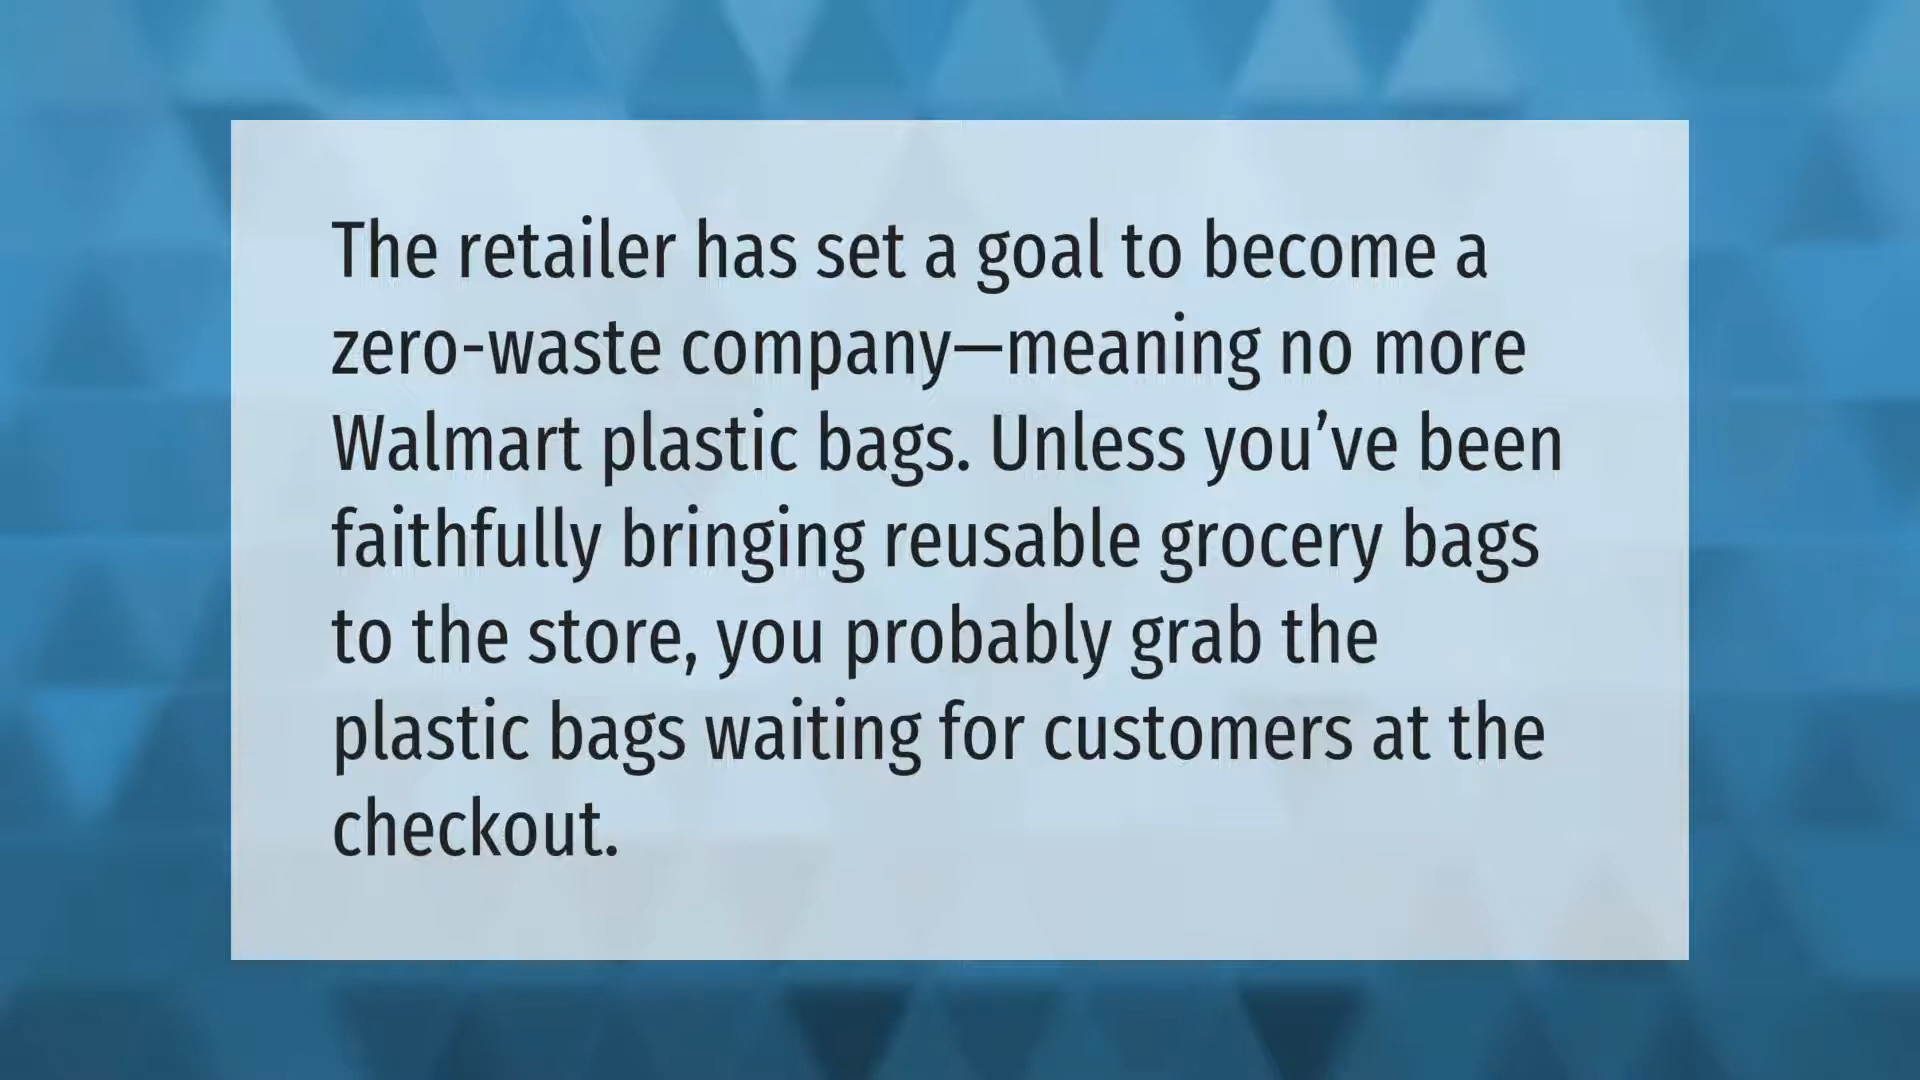 The retailer has set a goal to become a
zero-waste company—meaning no more
Walmart plastic bags. Unless you’ve been
faithfully bringing reusable grocery bags
to the store, you probably grab the
plastic bags waiting for customers at the
checkout.